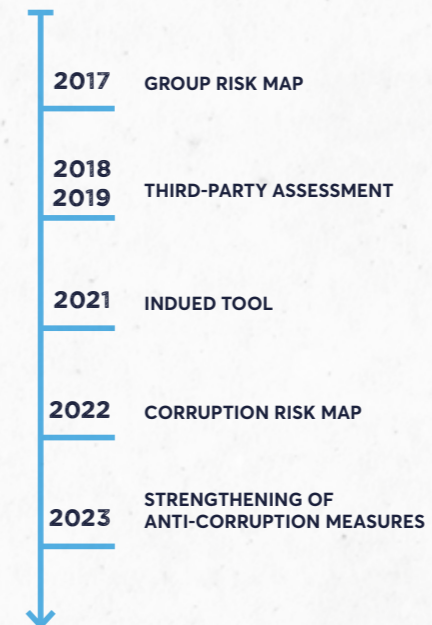 2017
GROUP RISK MAP
2018
2019
THIRD-PARTY ASSESSMENT
2021
INDUED TOOL
2022
CORRUPTION RISK MAP
2023
STRENGTHENING OF
ANTI-CORRUPTION MEASURES